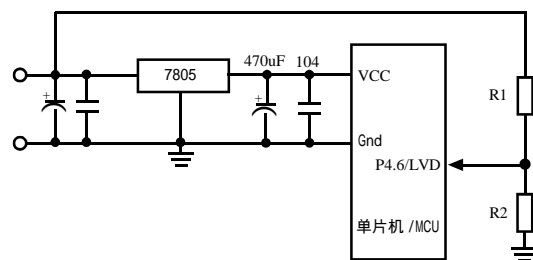 7805
470uF 104
+
+
VCC
Gnd
P4.6/LVD
单片机 /MCU
R1
R2